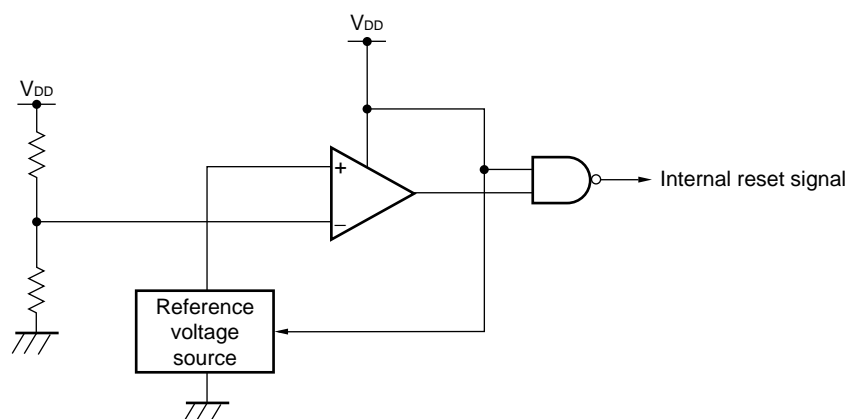 VDD
VDD
+
−
Internal reset signal
Reference
voltage
source